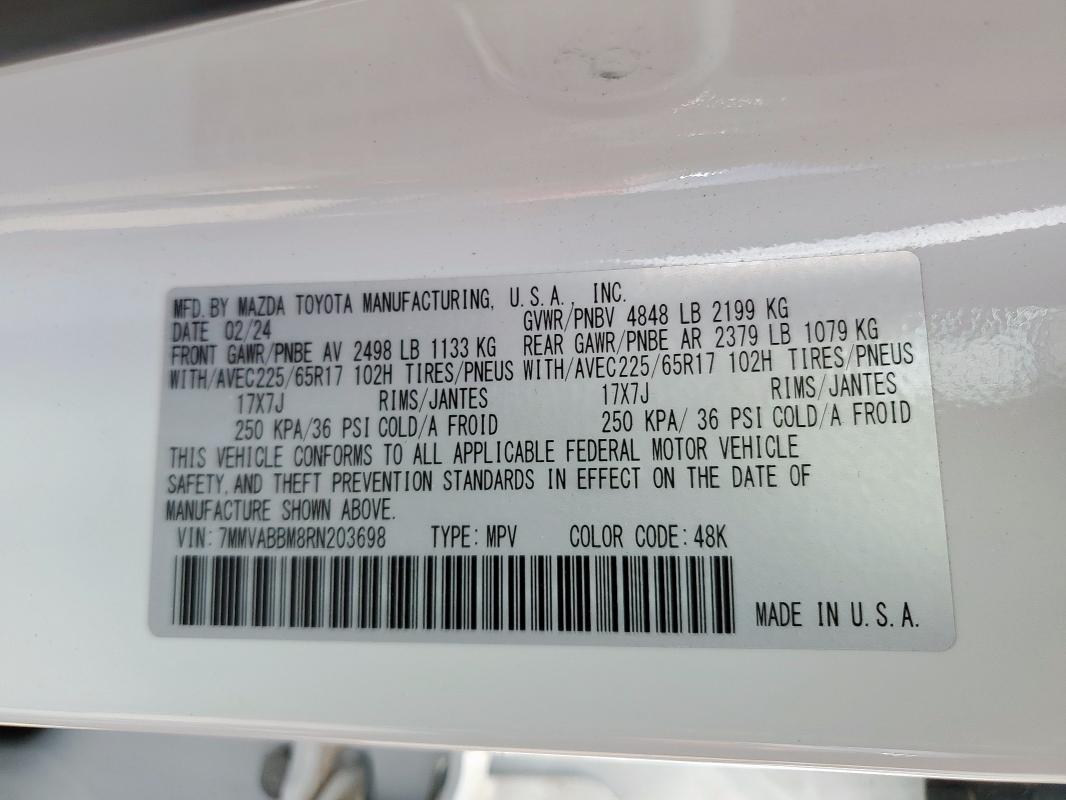 MFD. BY MAZDA TOYOTA MANUFACTURING, U.S.A., INC.
DATE 02/24 GVWR/PNBV 4848 LB 2199 KG
FRONT GAWR/PNBE AV 2498 LB 1133 KG REAR GAWR/PNBE AR 2379 LB 1079 KG
WITH/AVEC225/65R17 102H TIRES/PNEUS WITH/AVEC225/65R17 102H TIRES/PNEUS
17X7J RIMS/JANTES 17X7J RIMS/JANTES
250 KPA/36 PSI COLD/A FROID 250 KPA/ 36 PSI COLD/A FROID
THIS VEHICLE CONFORMS TO ALL APPLICABLE FEDERAL MOTOR VEHICLE
SAFETY, AND THEFT PREVENTION STANDARDS IN EFFECT ON THE DATE OF
MANUFACTURE SHOWN ABOVE.
VIN: 7MMVABBM8RN203698 TYPE: MPV COLOR CODE: 48K
MADE IN U.S.A.